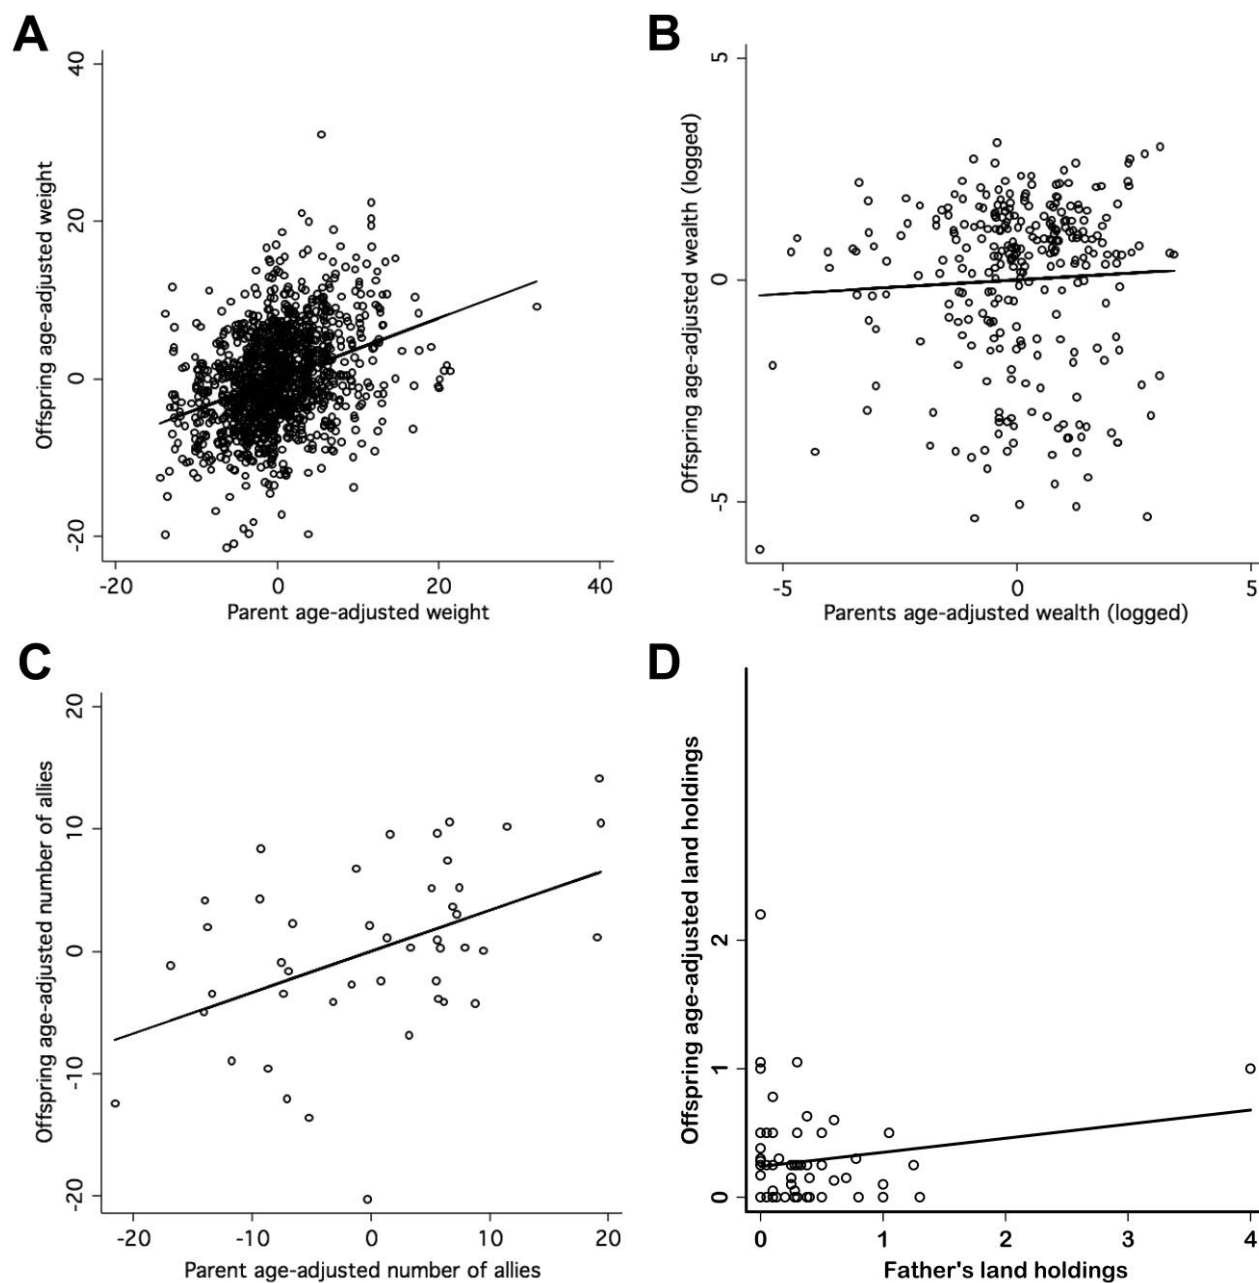 A
40
20
0
-20
Offspring age-adjusted weight
-20 0 20 40
Parent age-adjusted weight
B
5
0
-5
Offspring age-adjusted wealth (logged)
-5 0 5
Parents age-adjusted wealth (logged)
C
20
10
0
-10
-20
Offspring age-adjusted number of allies
-20 -10 0 10 20
Parent age-adjusted number of allies
D
2
1
0
Offspring age-adjusted land holdings
0 1 2 3 4
Father's land holdings